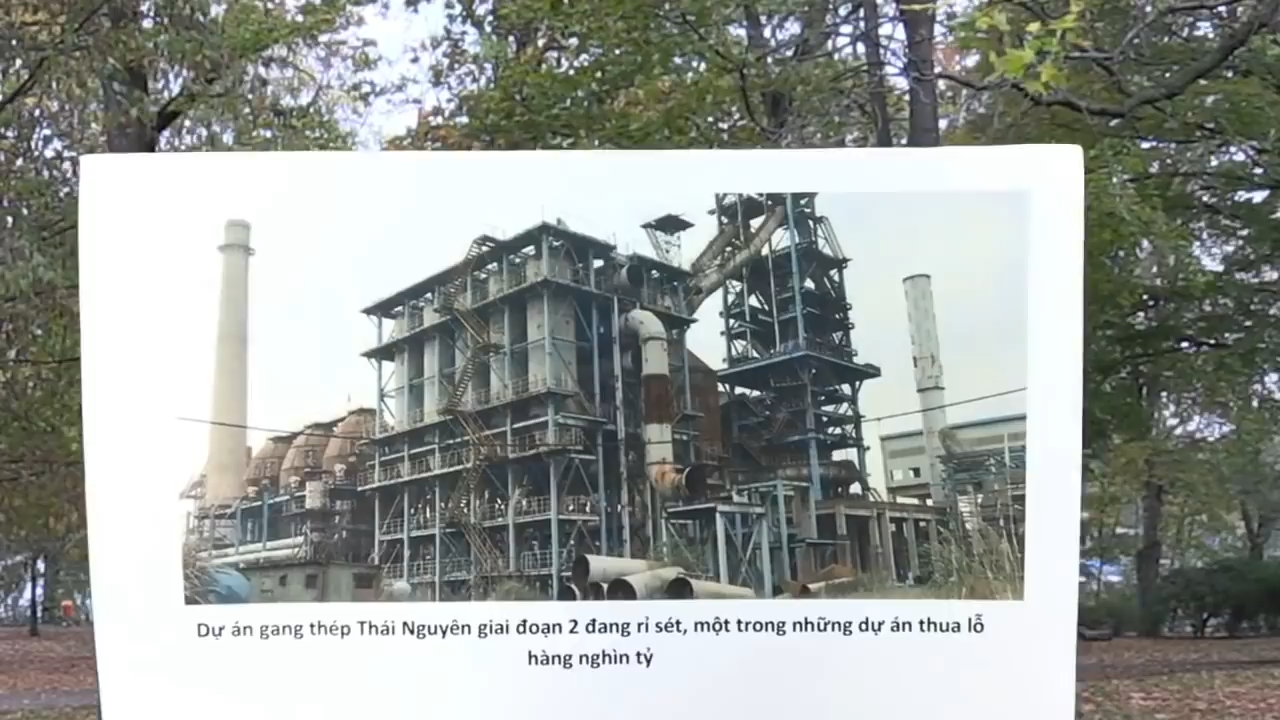 Dự án gang thép Thái Nguyên giai đoạn 2 đang rỉ sét, một trong những dự án thua lỗ
hàng nghìn tỷ